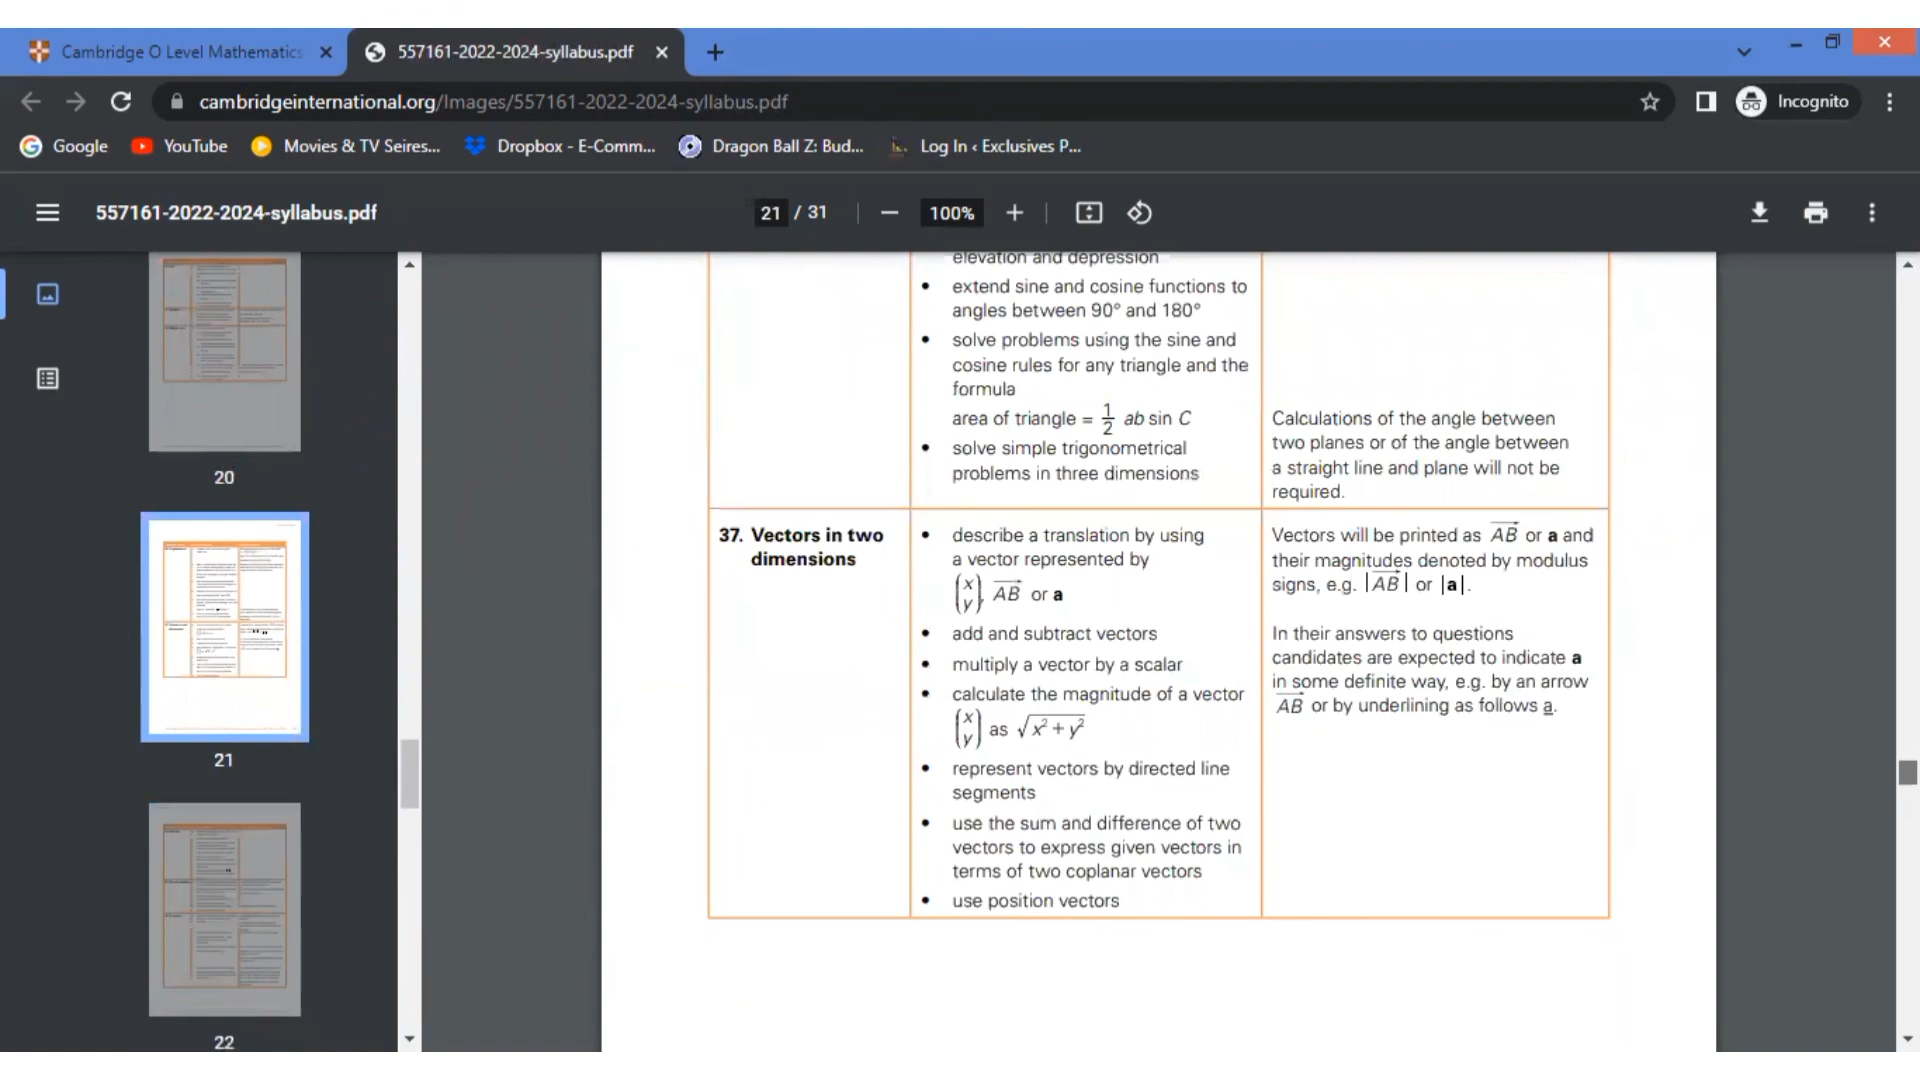 Cambridge O Level Mathematics
557161-2022-2024-syllabus.pdf
cambridgeinternational.org/Images/557161-2022-2024-syllabus.pdf
Incognito
Google
YouTube
Movies & TV Seires...
Dropbox - E-Comm...
Dragon Ball Z: Bud...
Log In ‹ Exclusives P...
557161-2022-2024-syllabus.pdf
21 / 31
100%
20
21
22
elevation and depression
• extend sine and cosine functions to
angles between 90° and 180°
• solve problems using the sine and
cosine rules for any triangle and the
formula
area of triangle = 1/2 ab sin C
• solve simple trigonometrical
problems in three dimensions
Calculations of the angle between
two planes or of the angle between
a straight line and plane will not be
required.
37. Vectors in two
dimensions
• describe a translation by using
a vector represented by
(x y), AB or a
• add and subtract vectors
• multiply a vector by a scalar
• calculate the magnitude of a vector
(x y) as √x² + y²
• represent vectors by directed line
segments
• use the sum and difference of two
vectors to express given vectors in
terms of two coplanar vectors
• use position vectors
Vectors will be printed as AB or a and
their magnitudes denoted by modulus
signs, e.g. |AB| or |a|.
In their answers to questions
candidates are expected to indicate a
in some definite way, e.g. by an arrow
AB or by underlining as follows a.